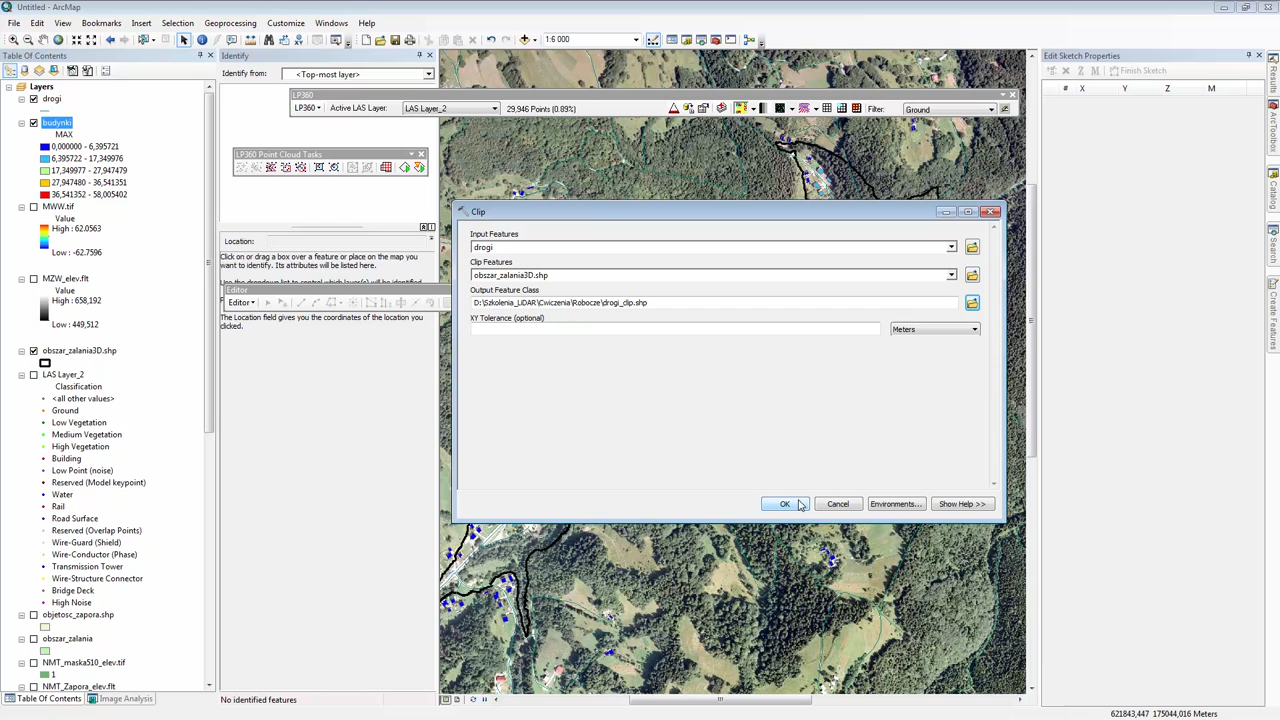 Untitled - ArcMap
File Edit View Bookmarks Insert Selection Geoprocessing Customize Windows Help
1:6 000
Table Of Contents
Layers
drogi
budynki
MAX
0,000000 - 6,395721
6,395722 - 17,349976
17,349977 - 27,947479
27,947480 - 36,541351
36,541352 - 58,005402
MWW.tif
Value
High : 62.0563
Low : -62.7596
MZW_elev.flt
Value
High : 658,192
Low : 449,512
obszar_zalania3D.shp
LAS Layer_2
Classification
<all other values>
Ground
Low Vegetation
Medium Vegetation
High Vegetation
Building
Low Point (noise)
Reserved (Model keypoint)
Water
Rail
Road Surface
Reserved (Overlap Points)
Wire-Guard (Shield)
Wire-Conductor (Phase)
Transmission Tower
Wire-Structure Connector
Bridge Deck
High Noise
objetosc_zapora.shp
obszar_zalania
NMT_maska510_elev.tif
1
NMT_Zapora_elev.flt
Table Of Contents Image Analysis
Identify
Identify from: <Top-most layer>
LP360
LP360 Active LAS Layer: LAS Layer_2 29,946 Points (0.88%) Filter: Ground
LP360 Point Cloud Tasks
Location:
Click on or drag a box over a feature or place on the map you
want to identify. Its attributes will be listed here.
Editor
Editor
The Location field gives you the coordinates of the location you
clicked.
No identified features
Clip
Input Features
drogi
Clip Features
obszar_zalania3D.shp
Output Feature Class
D:\Szkolenia_LiDAR\Cwiczenia\Robocze\drogi_clip.shp
XY Tolerance (optional)
Meters
OK Cancel Environments... Show Help >>
Edit Sketch Properties
Finish Sketch
# X Y Z M
Results
ArcToolbox
Catalog
Search
Create Features
621843,447 175044,016 Meters